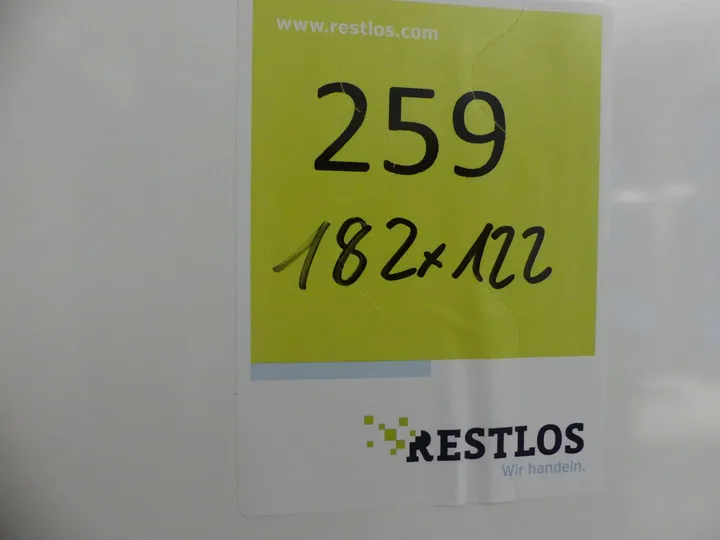 www.restlos.com
259
182x122
RESTLOS
Wir handeln.